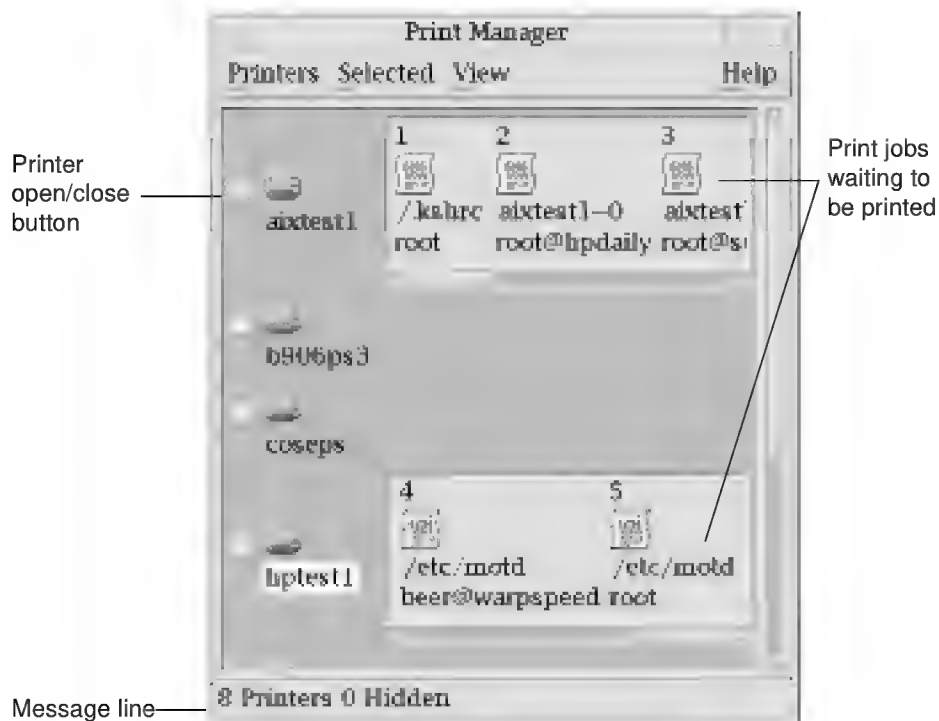 Print Manager
Printers Selected View Help
1 2 3
/.kshrc aixtest1-0 aixtest
root root@hpdaily root@s
aixtest1
b906ps3
coseps
4 5
/etc/motd /etc/motd
beer@warpspeed root
hptest1
8 Printers 0 Hidden
Printer
open/close
button
Message line
Print jobs
waiting to
be printed